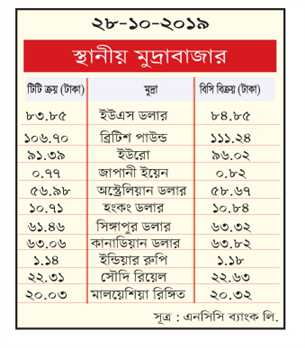 ২৮-১০-২০১৯
স্থানীয় মুদ্রাবাজার
টিটি ক্রয় (টাকা) মুদ্রা বিসি বিক্রয় (টাকা)
৮৩.৮৫ ইউএস ডলার ৮৪.৮৫
১০৬.৭০ ব্রিটিশ পাউন্ড ১১১.২৪
৯১.৩৯ ইউরো ৯৬.০২
০.৭৭ জাপানী ইয়েন ০.৮২
৫৬.৯৮ অস্ট্রেলিয়ান ডলার ৫৮.৬৭
১০.৭১ হংকং ডলার ১০.৮৪
৬১.৪৬ সিঙ্গাপুর ডলার ৬৩.৩২
৬৩.০৬ কানাডিয়ান ডলার ৬৩.৮২
১.১৪ ইন্ডিয়ার রুপি ১.১৮
২২.৩১ সৌদি রিয়েল ২২.৬৩
২০.০৩ মালয়েশিয়া রিঙ্গিত ২০.৩২
সূত্র : এনসিসি ব্যাংক লি.